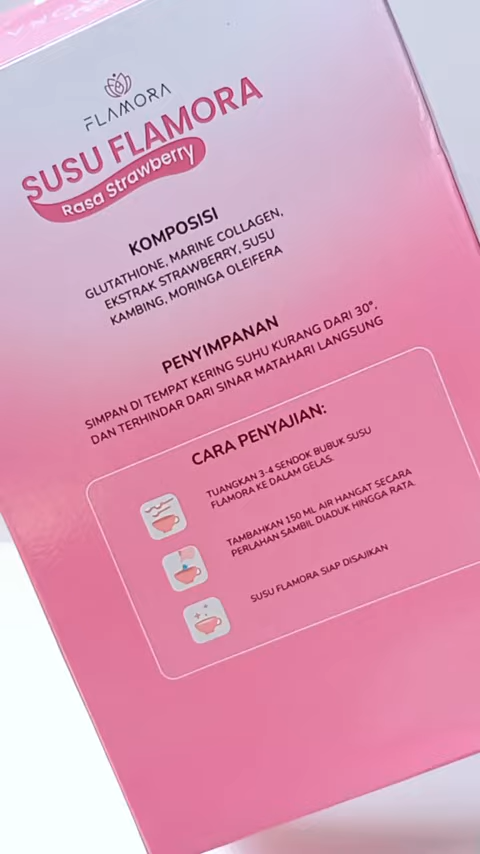 FLAMORA
SUSU FLAMORA
Rasa Strawberry
KOMPOSISI
GLUTATHIONE, MARINE COLLAGEN,
EKSTRAK STRAWBERRY, SUSU
KAMBING, MORINGA OLEIFERA
PENYIMPANAN
SIMPAN DI TEMPAT KERING SUHU KURANG DARI 30°,
DAN TERHINDAR DARI SINAR MATAHARI LANGSUNG
CARA PENYAJIAN:
TUANGKAN 3-4 SENDOK BUBUK SUSU
FLAMORA KE DALAM GELAS.
TAMBAHKAN 150 ML AIR HANGAT SECARA
PERLAHAN SAMBIL DIADUK HINGGA RATA.
SUSU FLAMORA SIAP DISAJIKAN